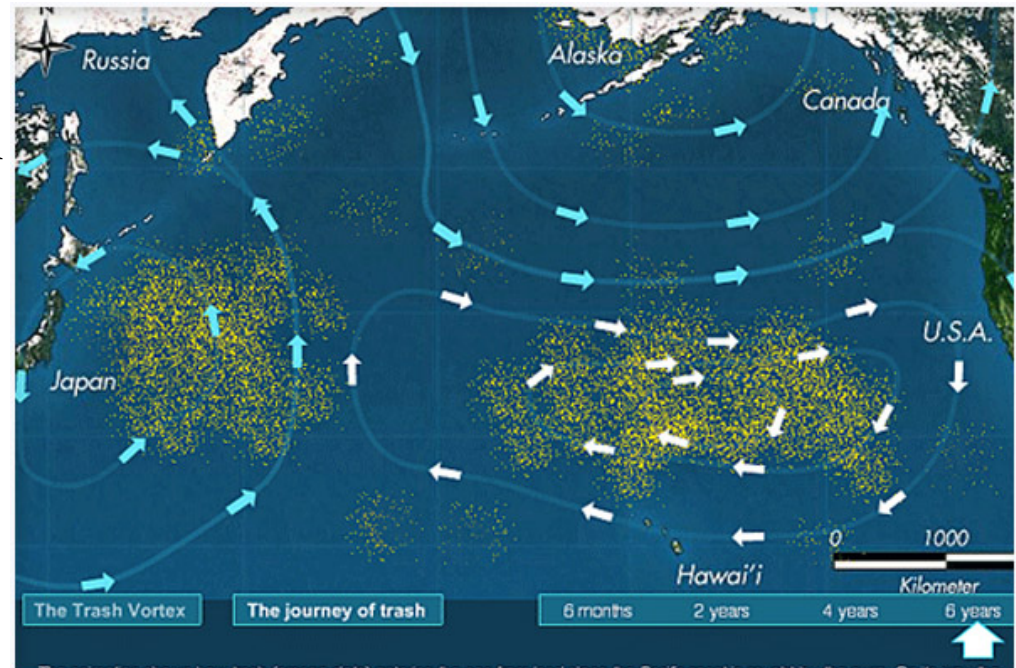 N
Russia
Alaska
Canada
U.S.A.
Japan
0 1000
Hawai'i
Kilometer
The Trash Vortex The journey of trash 6 months 2 years 4 years 6 years